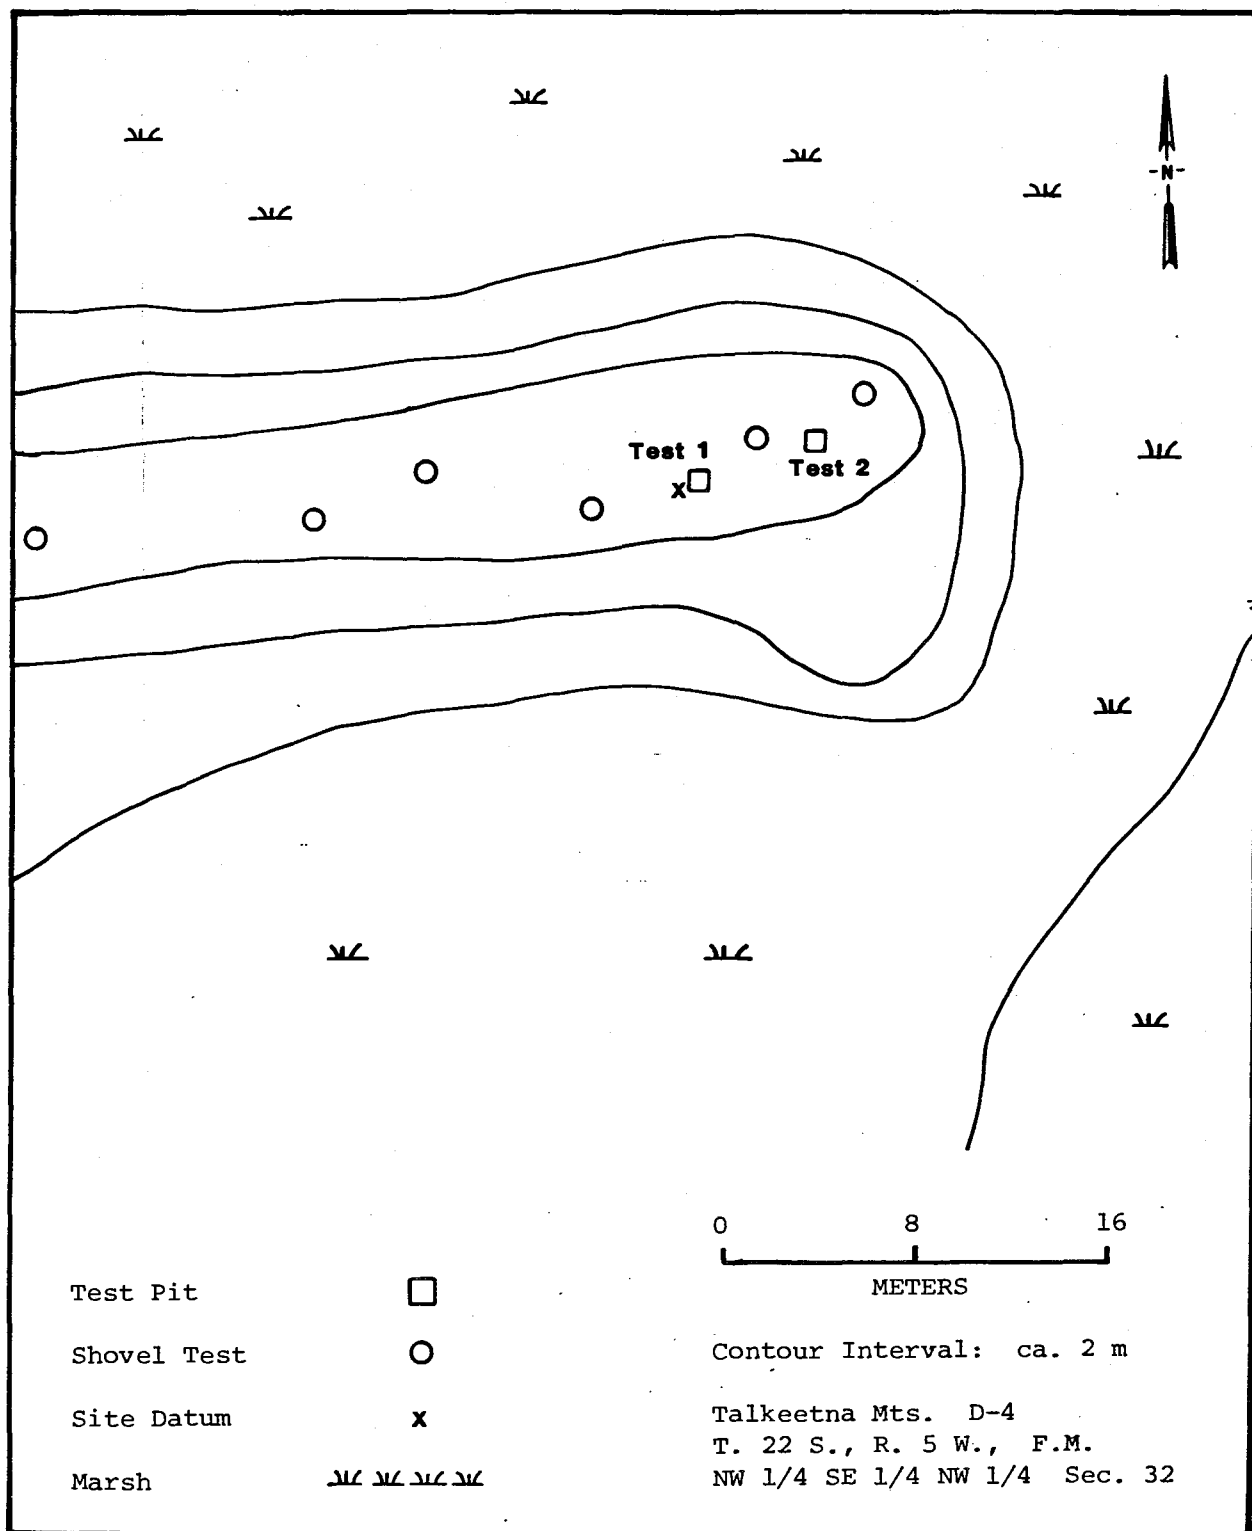 -N-
Test 1
Test 2
x
0 8 16
METERS
Test Pit
Shovel Test
Site Datum x
Marsh
Contour Interval: ca. 2 m
Talkeetna Mts. D-4
T. 22 S., R. 5 W., F.M.
NW 1/4 SE 1/4 NW 1/4 Sec. 32